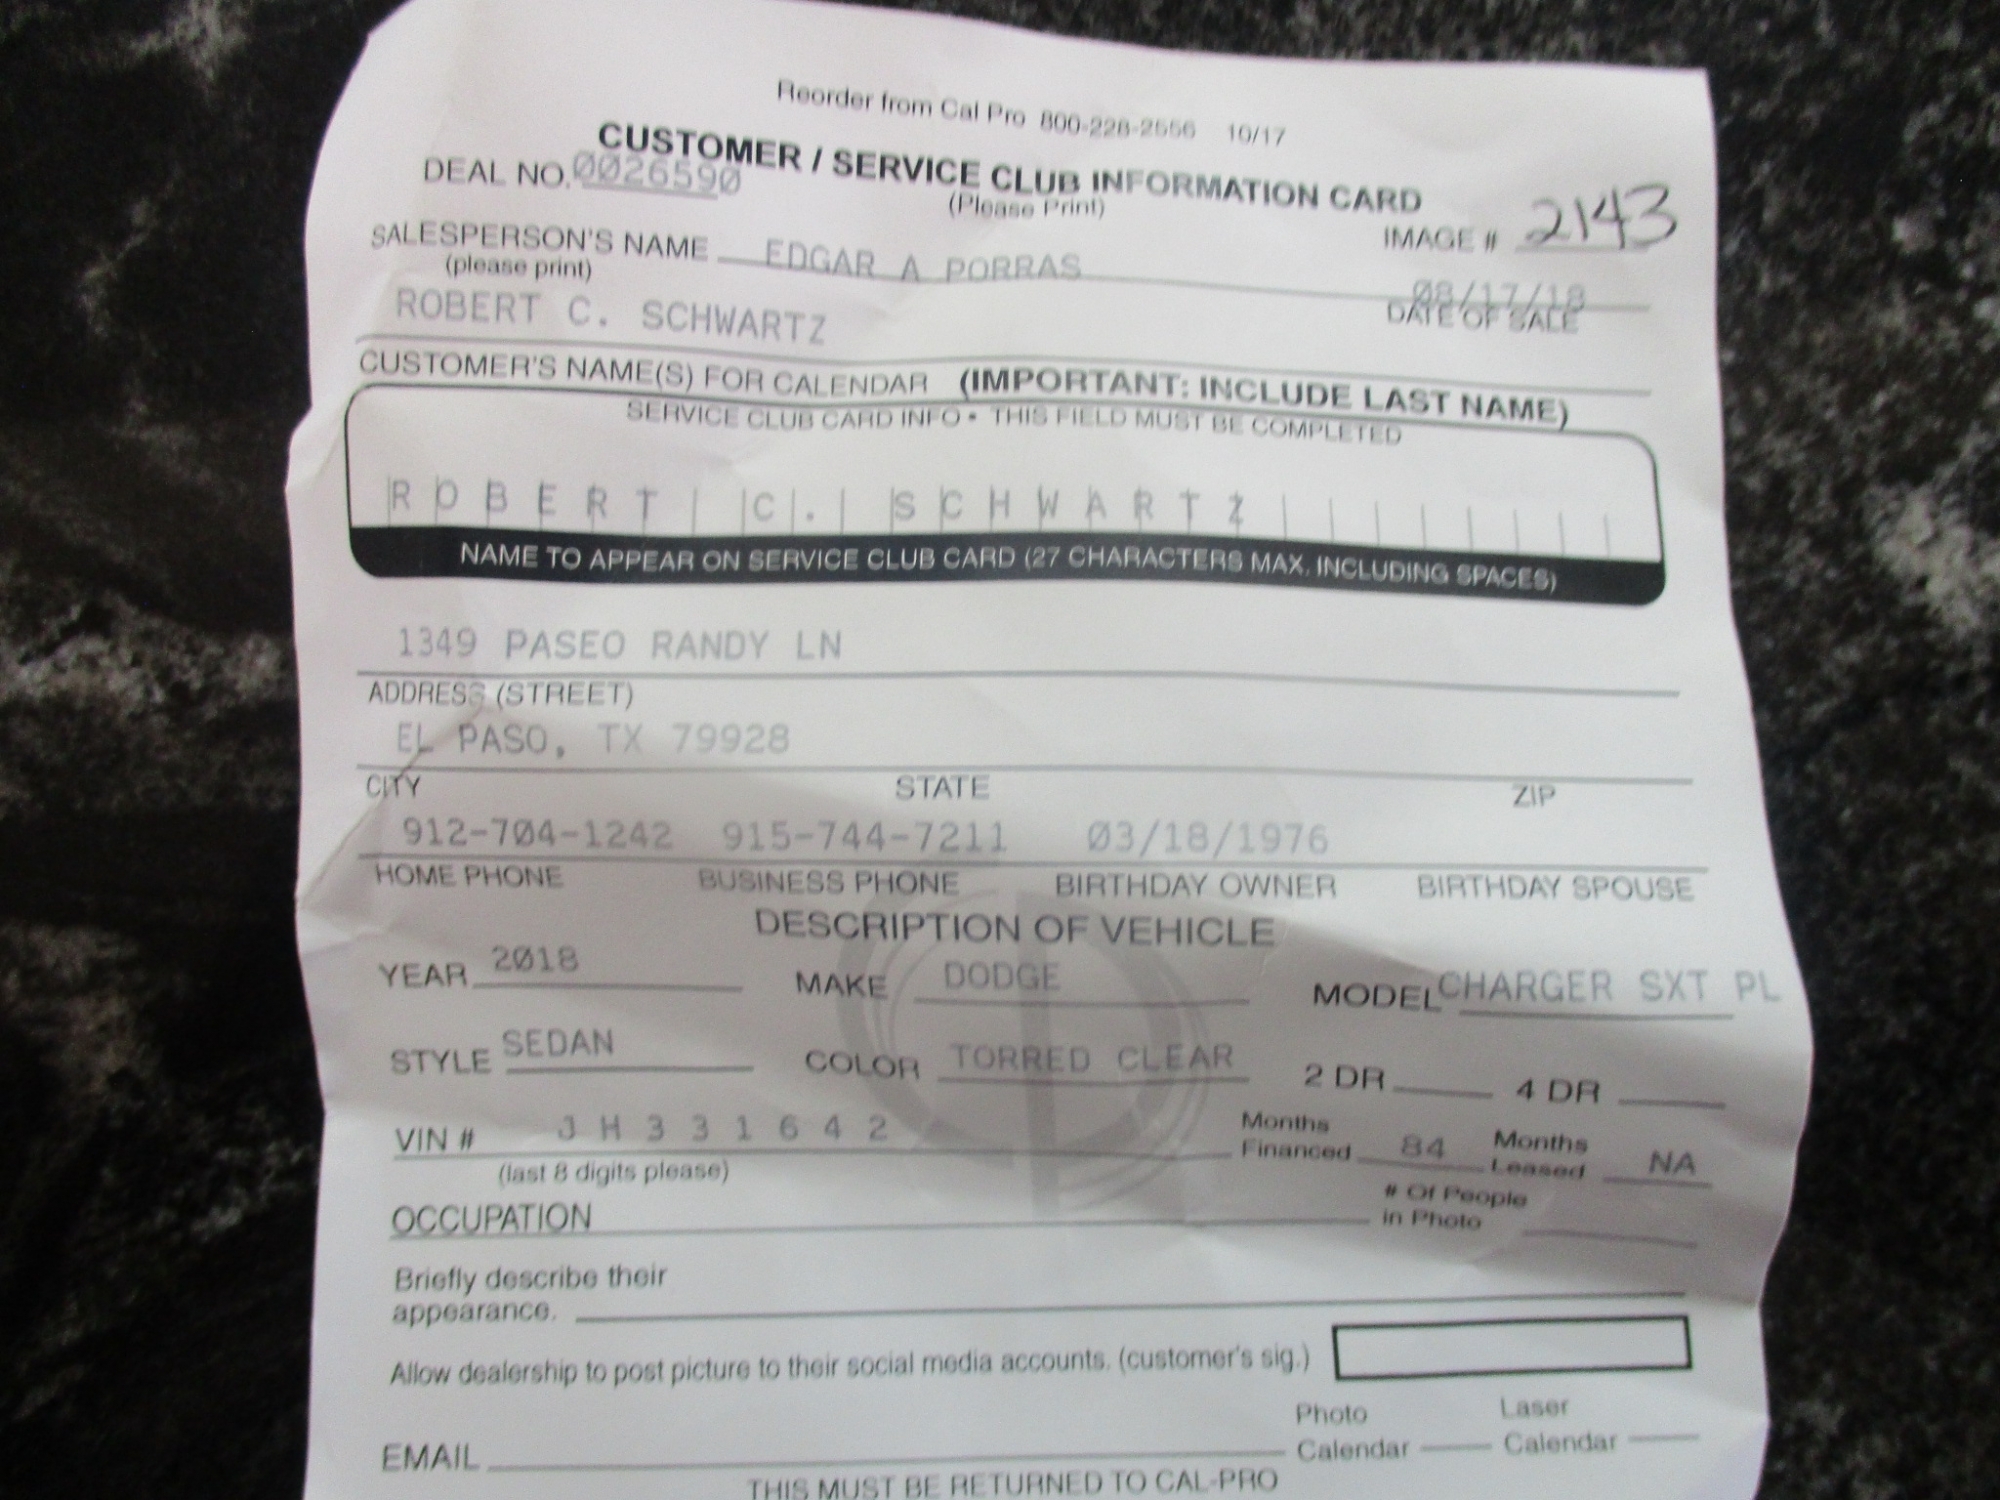 Reorder from Cal Pro 800-228-2556 10/17
CUSTOMER / SERVICE CLUB INFORMATION CARD
DEAL NO. 0026590
(Please Print)
IMAGE # 2143
SALESPERSON'S NAME EDGAR A PORRAS
(please print)
08/17/18
DATE OF SALE
ROBERT C. SCHWARTZ
CUSTOMER'S NAME(S) FOR CALENDAR (IMPORTANT: INCLUDE LAST NAME)
SERVICE CLUB CARD INFO • THIS FIELD MUST BE COMPLETED
ROBERT C. SCHWARTZ
NAME TO APPEAR ON SERVICE CLUB CARD (27 CHARACTERS MAX, INCLUDING SPACES)
1349 PASEO RANDY LN
ADDRESS (STREET)
EL PASO, TX 79928
CITY STATE ZIP
912-704-1242 915-744-7211 03/18/1976
HOME PHONE BUSINESS PHONE BIRTHDAY OWNER BIRTHDAY SPOUSE
DESCRIPTION OF VEHICLE
YEAR 2018 MAKE DODGE MODEL CHARGER SXT PL
STYLE SEDAN COLOR TORRED CLEAR 2 DR 4 DR
VIN # JH331642 Months Financed 84 Months Leased NA
(last 8 digits please)
OCCUPATION # Of People in Photo
Briefly describe their
appearance.
Allow dealership to post picture to their social media accounts. (customer's sig.)
EMAIL Photo Calendar Laser Calendar
THIS MUST BE RETURNED TO CAL-PRO